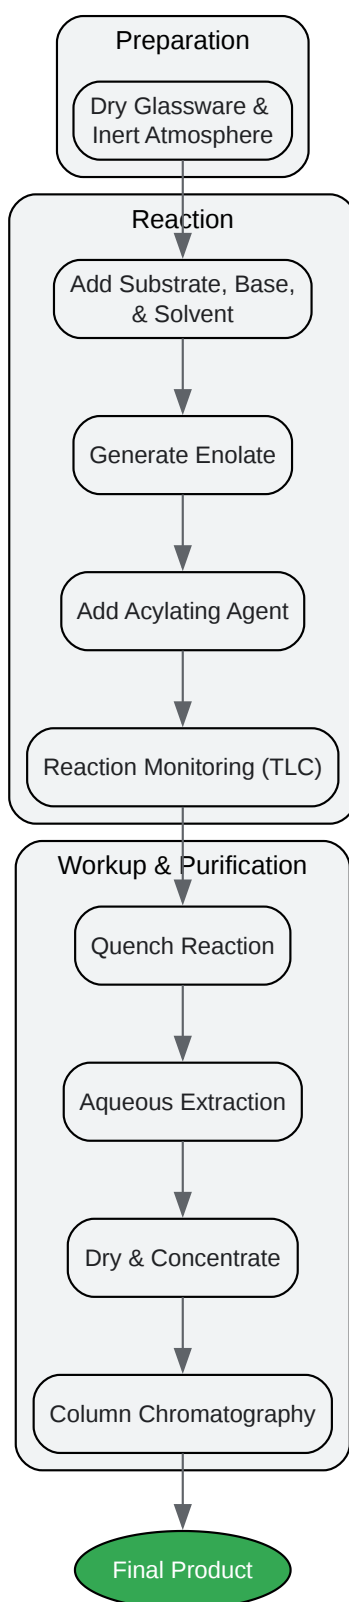 Preparation
Dry Glassware &
Inert Atmosphere
Reaction
Add Substrate, Base,
& Solvent
Generate Enolate
Add Acylating Agent
Reaction Monitoring (TLC)
Workup & Purification
Quench Reaction
Aqueous Extraction
Dry & Concentrate
Column Chromatography
Final Product